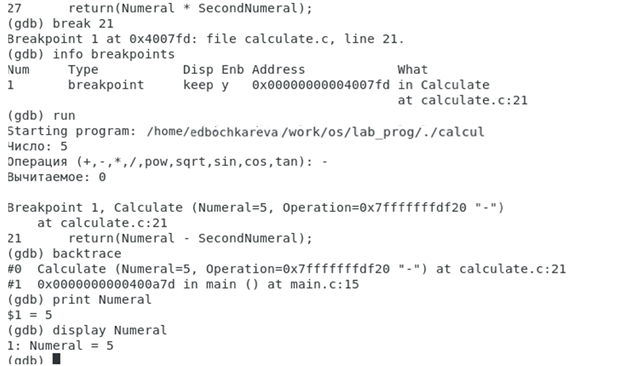 27      return(Numeral * SecondNumeral);
(gdb) break 21
Breakpoint 1 at 0x4007fd: file calculate.c, line 21.
(gdb) info breakpoints
Num     Type           Disp Enb Address            What
1       breakpoint     keep y   0x00000000004007fd in Calculate
                                                   at calculate.c:21
(gdb) run
Starting program: /home/edbochkareva/work/os/lab_prog/./calcul
Число: 5
Операция (+,-,*,/,pow,sqrt,sin,cos,tan): -
Вычитаемое: 0

Breakpoint 1, Calculate (Numeral=5, Operation=0x7fffffffdf20 "-")
    at calculate.c:21
21      return(Numeral - SecondNumeral);
(gdb) backtrace
#0  Calculate (Numeral=5, Operation=0x7fffffffdf20 "-") at calculate.c:21
#1  0x0000000000400a7d in main () at main.c:15
(gdb) print Numeral
$1 = 5
(gdb) display Numeral
1: Numeral = 5
(gdb)